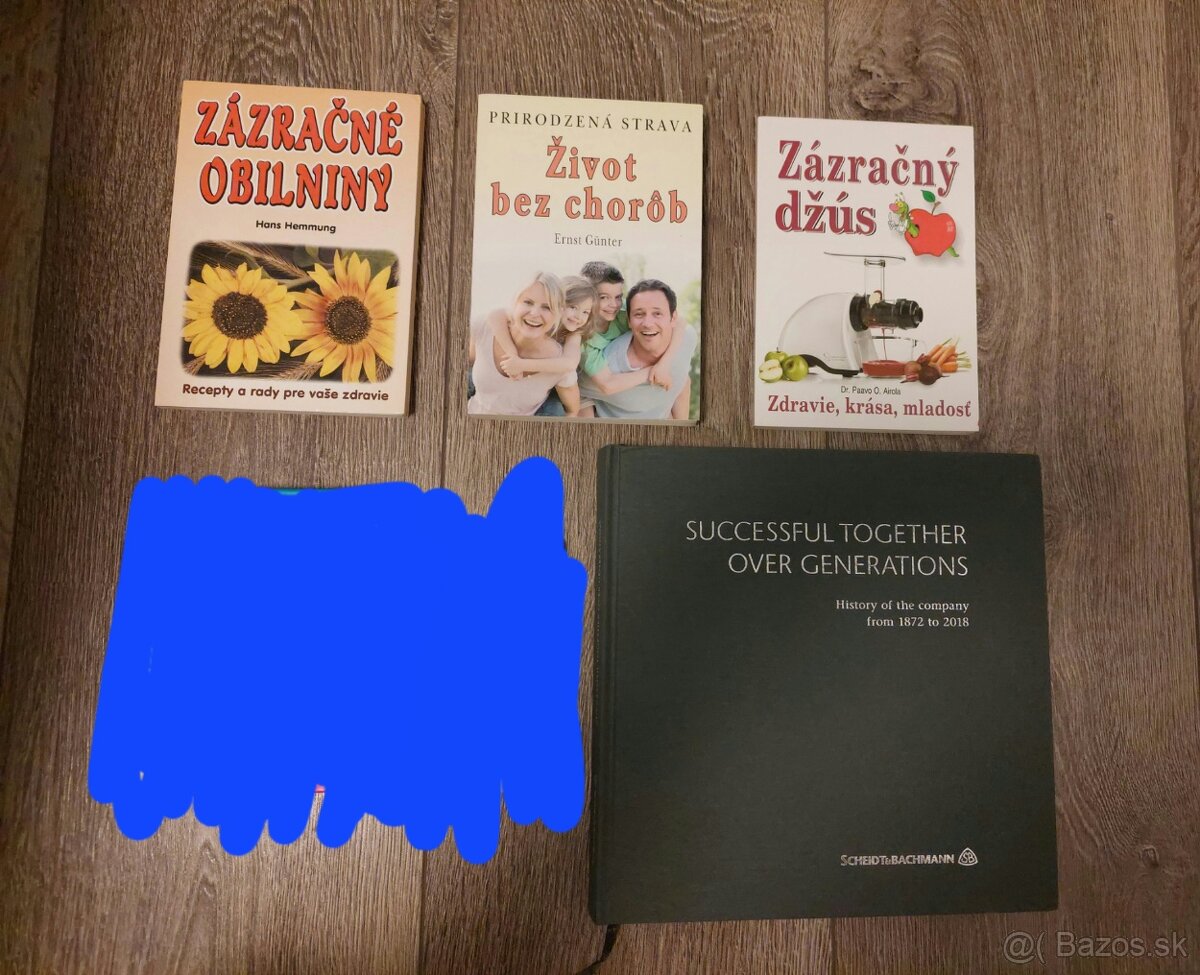 ZÁZRAČNÉ
OBILNINY
Hans Hemmung
Recepty a rady pre vaše zdravie
PRIRODZENÁ STRAVA
Život
bez chorôb
Ernst Günter
Zázračný
džús
Dr. Paavo O. Airola
Zdravie, krása, mladosť
SUCCESSFUL TOGETHER
OVER GENERATIONS
History of the company
from 1872 to 2018
SCHEIDT&BACHMANN SB
@( Bazos.sk